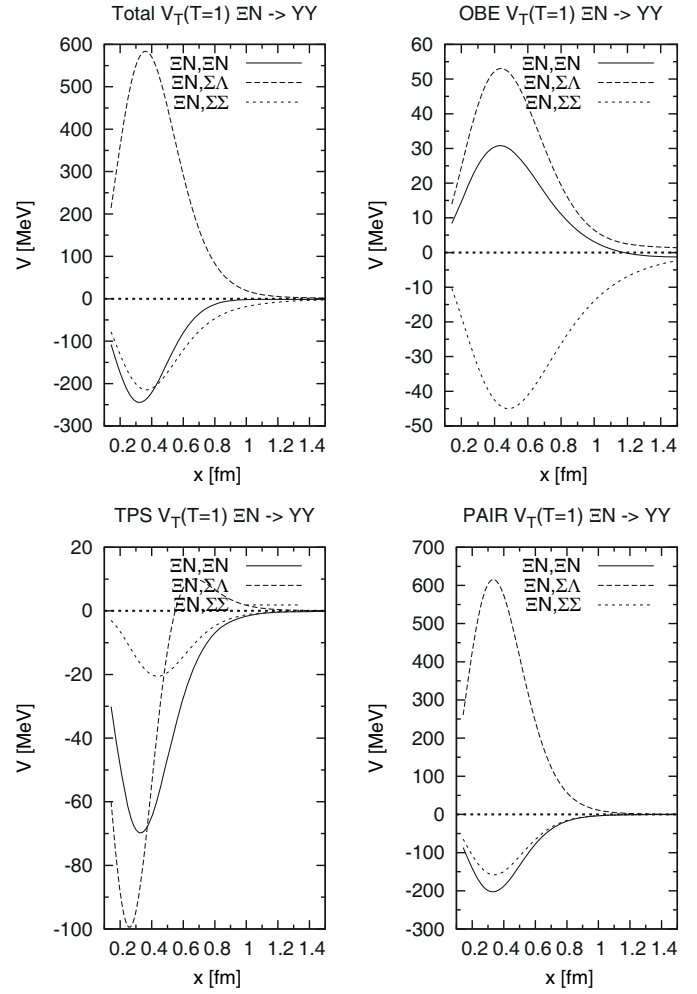 Total V_T(T=1) ΞN -> YY
ΞN,ΞN
ΞN,ΣΛ
ΞN,ΣΣ
V [MeV]
600
500
400
300
200
100
0
-100
-200
-300
0.2 0.4 0.6 0.8 1 1.2 1.4
x [fm]
OBE V_T(T=1) ΞN -> YY
ΞN,ΞN
ΞN,ΣΛ
ΞN,ΣΣ
V [MeV]
60
50
40
30
20
10
0
-10
-20
-30
-40
50
0.2 0.4 0.6 0.8 1 1.2 1.4
x [fm]
TPS V_T(T=1) ΞN -> YY
ΞN,ΞN
ΞN,ΣΛ
ΞN,ΣΣ
V [MeV]
20
0
-20
-40
-60
-80
-100
0.2 0.4 0.6 0.8 1 1.2 1.4
x [fm]
PAIR V_T(T=1) ΞN -> YY
ΞN,ΞN
ΞN,ΣΛ
ΞN,ΣΣ
V [MeV]
700
600
500
400
300
200
100
0
-100
-200
-300
0.2 0.4 0.6 0.8 1 1.2 1.4
x [fm]